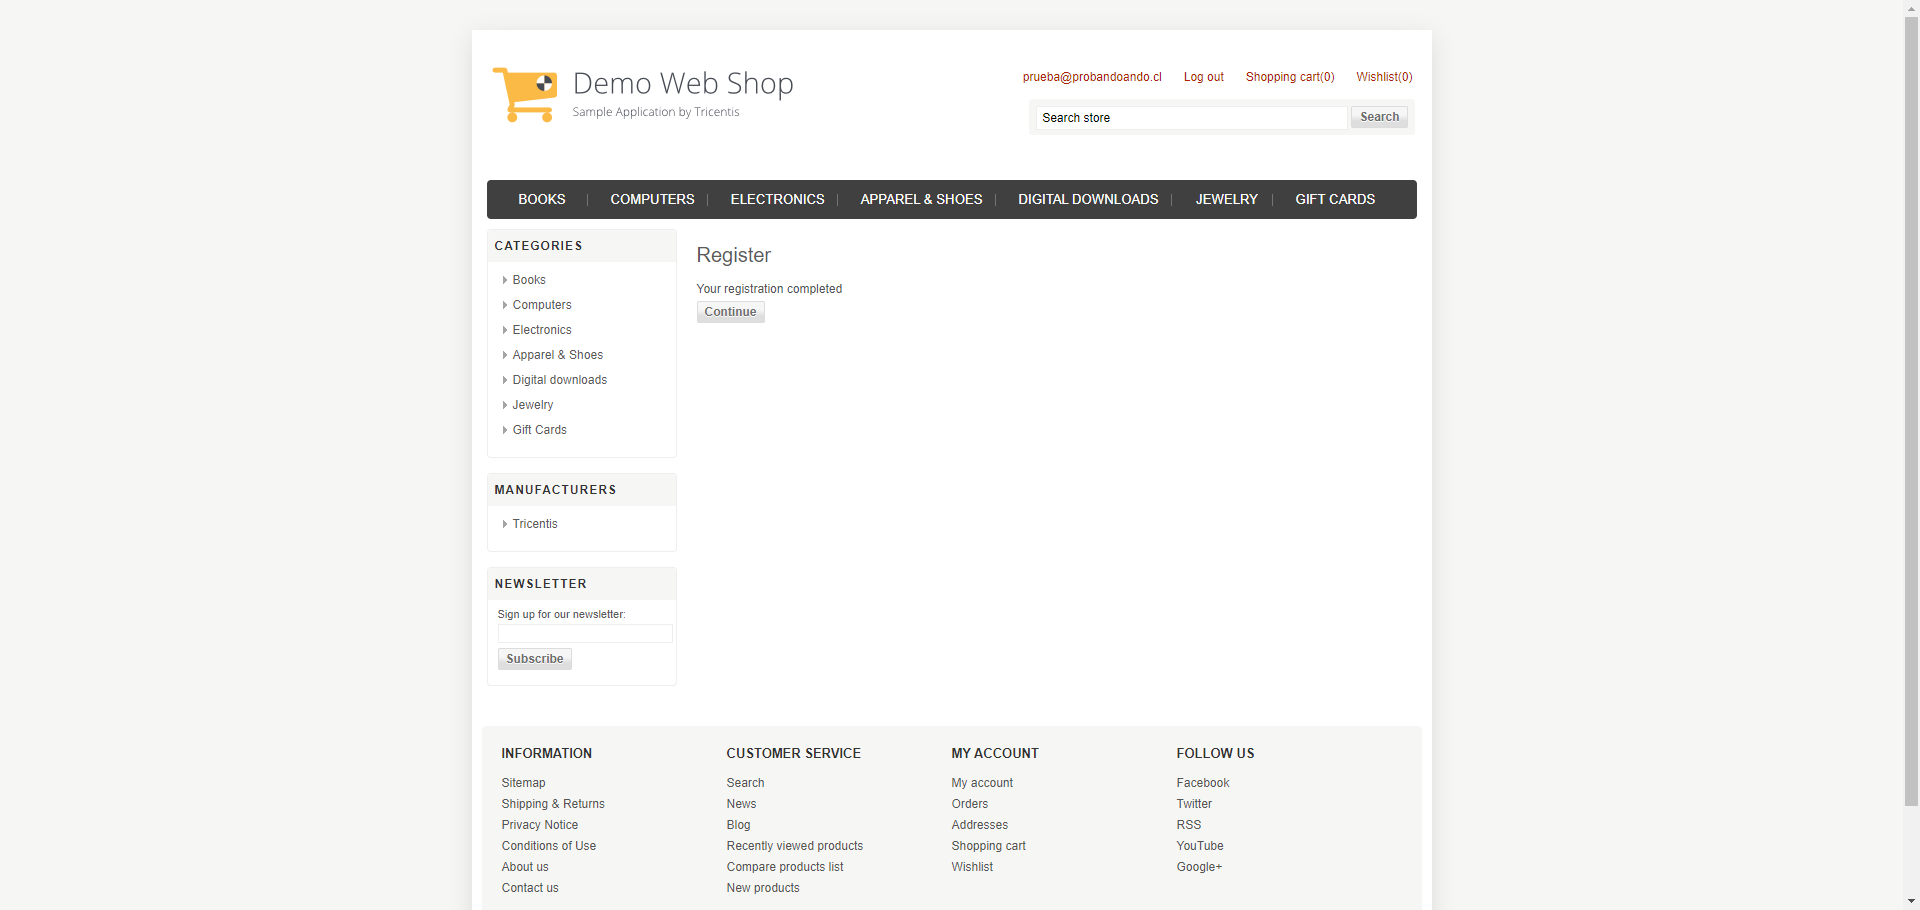 Demo Web Shop
Sample Application by Tricentis
prueba@probandoando.cl Log out Shopping cart(0) Wishlist(0)
Search store Search
BOOKS COMPUTERS ELECTRONICS APPAREL & SHOES DIGITAL DOWNLOADS JEWELRY GIFT CARDS
CATEGORIES
Books
Computers
Electronics
Apparel & Shoes
Digital downloads
Jewelry
Gift Cards
MANUFACTURERS
Tricentis
NEWSLETTER
Sign up for our newsletter:
Subscribe
Register
Your registration completed
Continue
INFORMATION
Sitemap
Shipping & Returns
Privacy Notice
Conditions of Use
About us
Contact us
CUSTOMER SERVICE
Search
News
Blog
Recently viewed products
Compare products list
New products
MY ACCOUNT
My account
Orders
Addresses
Shopping cart
Wishlist
FOLLOW US
Facebook
Twitter
RSS
YouTube
Google+